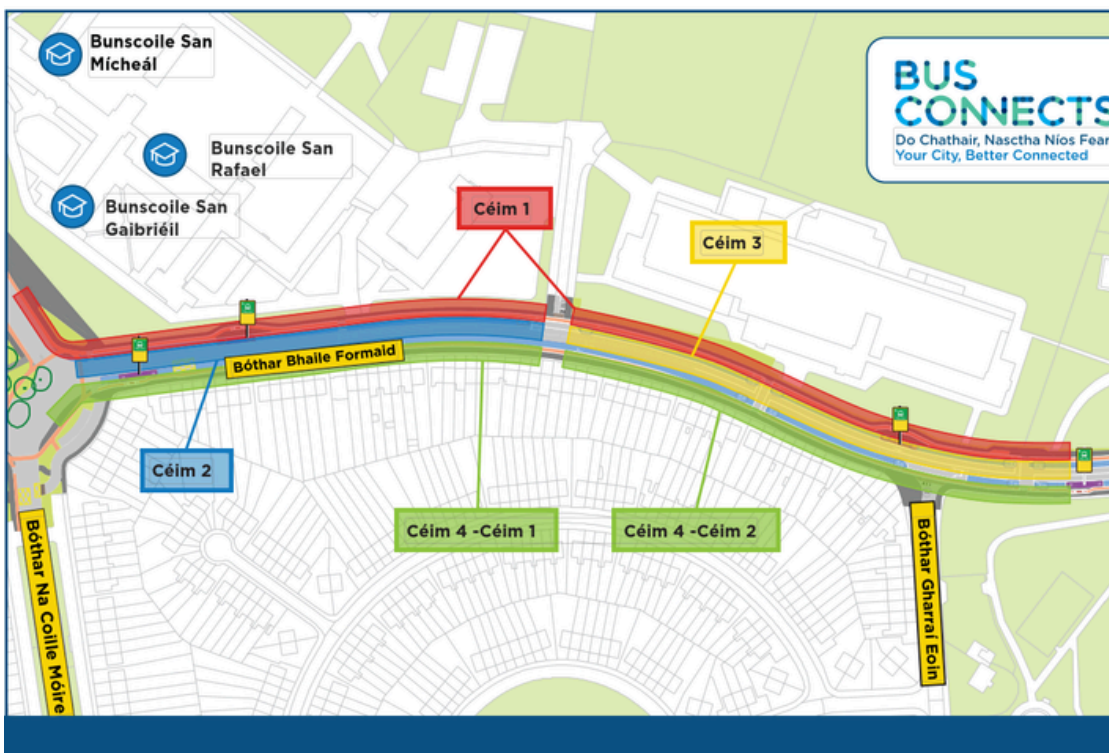 Bunscoile San
Mícheál
BUS
CONNECTS
Do Chathair, Nasctha Níos Fear
Your City, Better Connected
Bunscoile San
Rafael
Bunscoile San
Gaibriéil
Céim 1
Céim 3
Bóthar Bhaile Formaid
Céim 2
Céim 4 -Céim 1
Céim 4 -Céim 2
Bóthar Na Coille Móire
Bóthar Gharraí Eoin